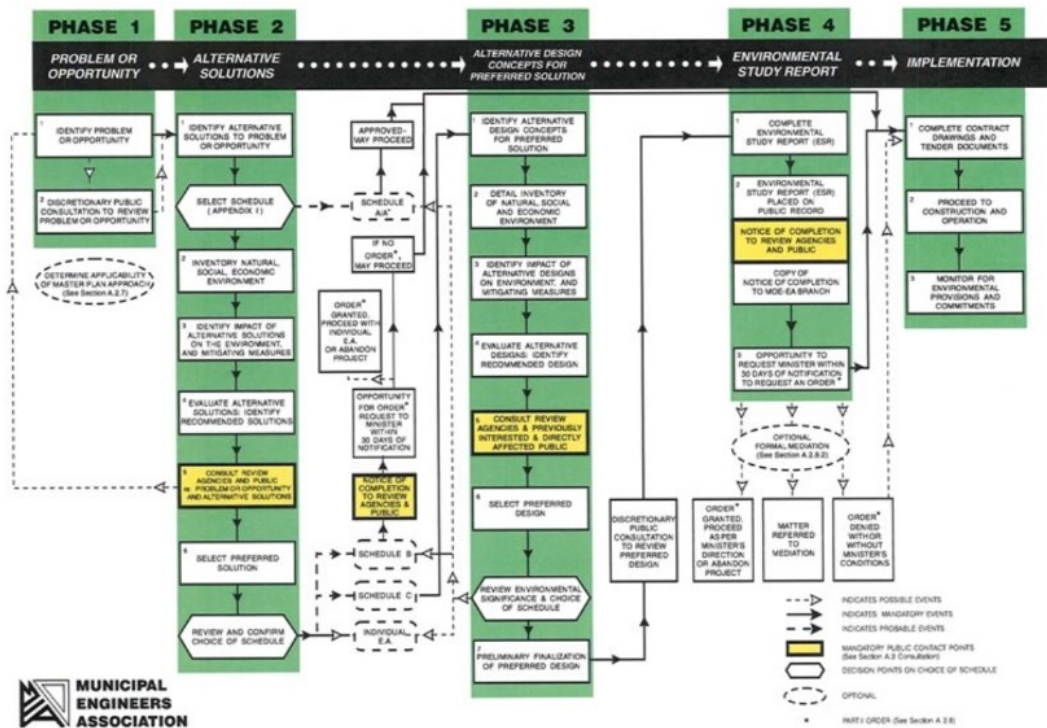 PHASE 1
PHASE 2
PHASE 3
PHASE 4
PHASE 5
PROBLEM OR
OPPORTUNITY
ALTERNATIVE
SOLUTIONS
ALTERNATIVE DESIGN
CONCEPTS FOR
PREFERRED SOLUTION
ENVIRONMENTAL
STUDY REPORT
IMPLEMENTATION
1 IDENTIFY PROBLEM
OR OPPORTUNITY
2 DISCRETIONARY PUBLIC
CONSULTATION TO REVIEW
PROBLEM OR OPPORTUNITY
DETERMINE APPLICABILITY
OF MASTER PLAN APPROACH
(See Section A.2.7)
1 IDENTIFY ALTERNATIVE
SOLUTIONS TO PROBLEM
OR OPPORTUNITY
SELECT SCHEDULE
(APPENDIX I)
2 INVENTORY NATURAL,
SOCIAL, ECONOMIC
ENVIRONMENT
3 IDENTIFY IMPACT OF
ALTERNATIVE SOLUTIONS
ON THE ENVIRONMENT,
AND MITIGATING MEASURES
4 EVALUATE ALTERNATIVE
SOLUTIONS: IDENTIFY
RECOMMENDED SOLUTIONS
5 CONSULT REVIEW
AGENCIES AND PUBLIC
re PROBLEM OR OPPORTUNITY
AND ALTERNATIVE SOLUTIONS
6 SELECT PREFERRED
SOLUTION
REVIEW AND CONFIRM
CHOICE OF SCHEDULE
APPROVED-
MAY PROCEED
SCHEDULE
A/A+
IF NO
ORDER*,
MAY PROCEED
ORDER*
GRANTED,
PROCEED WITH
INDIVIDUAL
E.A.
OR ABANDON
PROJECT
OPPORTUNITY
FOR ORDER*
REQUEST TO
MINISTER
WITHIN
30 DAYS OF
NOTIFICATION
NOTICE OF
COMPLETION
TO REVIEW
AGENCIES &
PUBLIC
SCHEDULE B
SCHEDULE C
INDIVIDUAL
E.A.
1 IDENTIFY ALTERNATIVE
DESIGN CONCEPTS
FOR PREFERRED
SOLUTION
2 DETAIL INVENTORY
OF NATURAL, SOCIAL
AND ECONOMIC
ENVIRONMENT
3 IDENTIFY IMPACT OF
ALTERNATIVE DESIGNS
ON ENVIRONMENT,
AND MITIGATING
MEASURES
4 EVALUATE ALTERNATIVE
DESIGNS: IDENTIFY
RECOMMENDED DESIGN
5 CONSULT REVIEW
AGENCIES & PREVIOUSLY
INTERESTED & DIRECTLY
AFFECTED PUBLIC
6 SELECT PREFERRED
DESIGN
REVIEW ENVIRONMENTAL
SIGNIFICANCE & CHOICE
OF SCHEDULE
7 PRELIMINARY FINALIZATION
OF PREFERRED DESIGN
DISCRETIONARY
PUBLIC
CONSULTATION
TO REVIEW
PREFERRED
DESIGN
1 COMPLETE
ENVIRONMENTAL
STUDY REPORT (ESR)
2 ENVIRONMENTAL
STUDY REPORT (ESR)
PLACED ON
PUBLIC RECORD
NOTICE OF COMPLETION
TO REVIEW AGENCIES
AND PUBLIC
COPY OF
NOTICE OF COMPLETION
TO MOE-EA BRANCH
3 OPPORTUNITY TO
REQUEST MINISTER WITHIN
30 DAYS OF NOTIFICATION
TO REQUEST AN ORDER*
OPTIONAL
FORMAL MEDIATION
(See Section A.2.8.2)
ORDER*
GRANTED,
PROCEED
AS PER
MINISTER'S
DIRECTION
OR ABANDON
PROJECT
MATTER
REFERRED
TO
MEDIATION
ORDER*
DENIED
WITH OR
WITHOUT
MINISTER'S
CONDITIONS
1 COMPLETE CONTRACT
DRAWINGS AND
TENDER DOCUMENTS
2 PROCEED TO
CONSTRUCTION AND
OPERATION
3 MONITOR FOR
ENVIRONMENTAL
PROVISIONS AND
COMMITMENTS
INDICATES POSSIBLE EVENTS
INDICATES MANDATORY EVENTS
INDICATES PROBABLE EVENTS
MANDATORY PUBLIC CONTACT POINTS
(See Section A.3 Consultation)
DECISION POINTS ON CHOICE OF SCHEDULE
OPTIONAL
* PART II ORDER (See Section A.2.8)
MUNICIPAL
ENGINEERS
ASSOCIATION